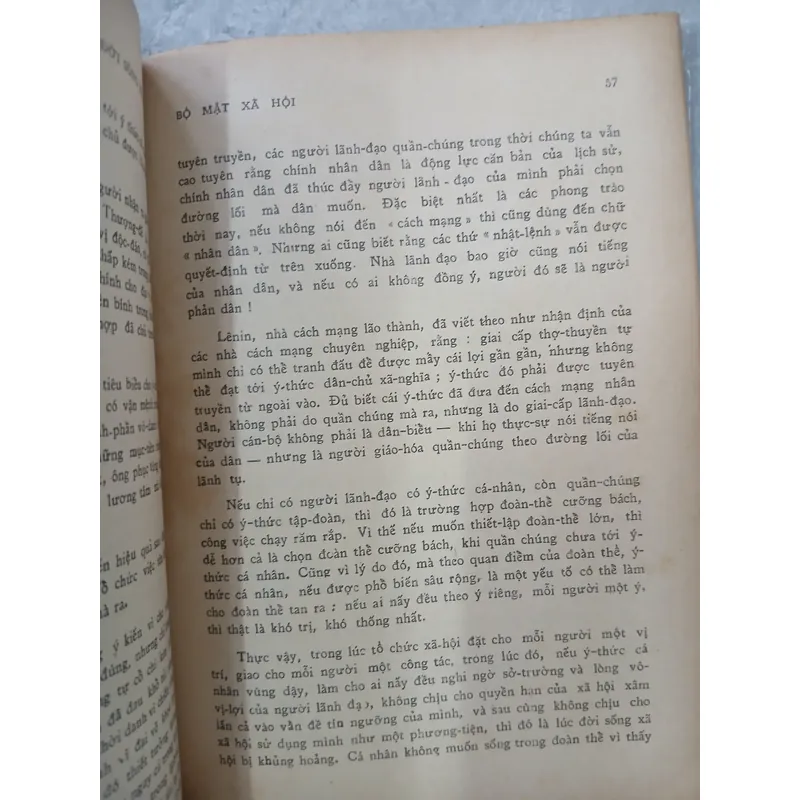 ĐỜI SỐNG
BỘ MẶT XÃ HỘI
57
tuyên truyền, các người lãnh-đạo quần-chúng trong thời chúng ta vẫn
cao tuyên rằng chính nhân dân là động lực căn bản của lịch sử,
chính nhân dân đã thúc đẩy người lãnh-đạo của mình phải chọn
đường lối mà dân muốn. Đặc biệt nhất là các phong trào
thời nay, nếu không nói đến « cách mạng » thì cũng dùng đến chữ
« nhân dân ». Nhưng ai cũng biết rằng các thứ « nhật-lệnh » vẫn được
quyết-định từ trên xuống. Nhà lãnh đạo bao giờ cũng nói tiếng
của nhân dân, và nếu có ai không đồng ý, người đó sẽ là người
phản dân !
Lênin, nhà cách mạng lão thành, đã viết theo như nhận định của
các nhà cách mạng chuyên nghiệp, rằng : giai cấp thợ-thuyền tự
mình chỉ có thể tranh đấu để được mấy cái lợi gần gần, nhưng không
thể đạt tới ý-thức dân-chủ xã-nghĩa ; ý-thức đó phải được tuyên
truyền từ ngoài vào. Đủ biết cái ý-thức đã đưa đến cách mạng nhân
dân, không phải do quần chúng mà ra, nhưng là do giai-cấp lãnh-đạo.
Người cán-bộ không phải là dân-biểu — khi họ thực-sự nói tiếng nói
của dân — nhưng là người giáo-hóa quần-chúng theo đường lối của
lãnh tụ.
Nếu chỉ có người lãnh-đạo có ý-thức cá-nhân, còn quần-chúng
chỉ có ý-thức tập-đoàn, thì đó là trường hợp đoàn-thể cưỡng bách,
công việc chạy răm rắp. Vì thế nếu muốn thiết-lập đoàn-thể lớn, thì
dễ hơn cả là chọn đoàn thể cưỡng bách, khi quần chúng chưa tới ý-
thức cá nhân. Cũng vì lý do đó, mà theo quan điểm của đoàn thể, ý-
thức cá nhân, nếu được phổ biến sâu rộng, là một yếu tố có thể làm
cho đoàn thể tan ra ; nếu ai nấy đều theo ý riêng, mỗi người một ý,
thì thật là khó trị, khó thống nhất.
Thực vậy, trong lúc tổ chức xã-hội đặt cho mỗi người một vị
trí, giao cho mỗi người một công tác, trong lúc đó, nếu ý-thức cá
nhân vùng dậy, làm cho ai nấy đều nghi ngờ sở-trường và lòng vô-
vị-lợi của người lãnh đạ, không chịu cho quyền hạn của xã hội xâm
lấn cả vào vấn đề tín ngưỡng của mình, và sau cùng không chịu cho
xã hội sử dụng mình như một phương-tiện, thì đó là lúc đời sống xã
hội bị khủng hoảng. Cá nhân không muốn sống trong đoàn thể vì thấy